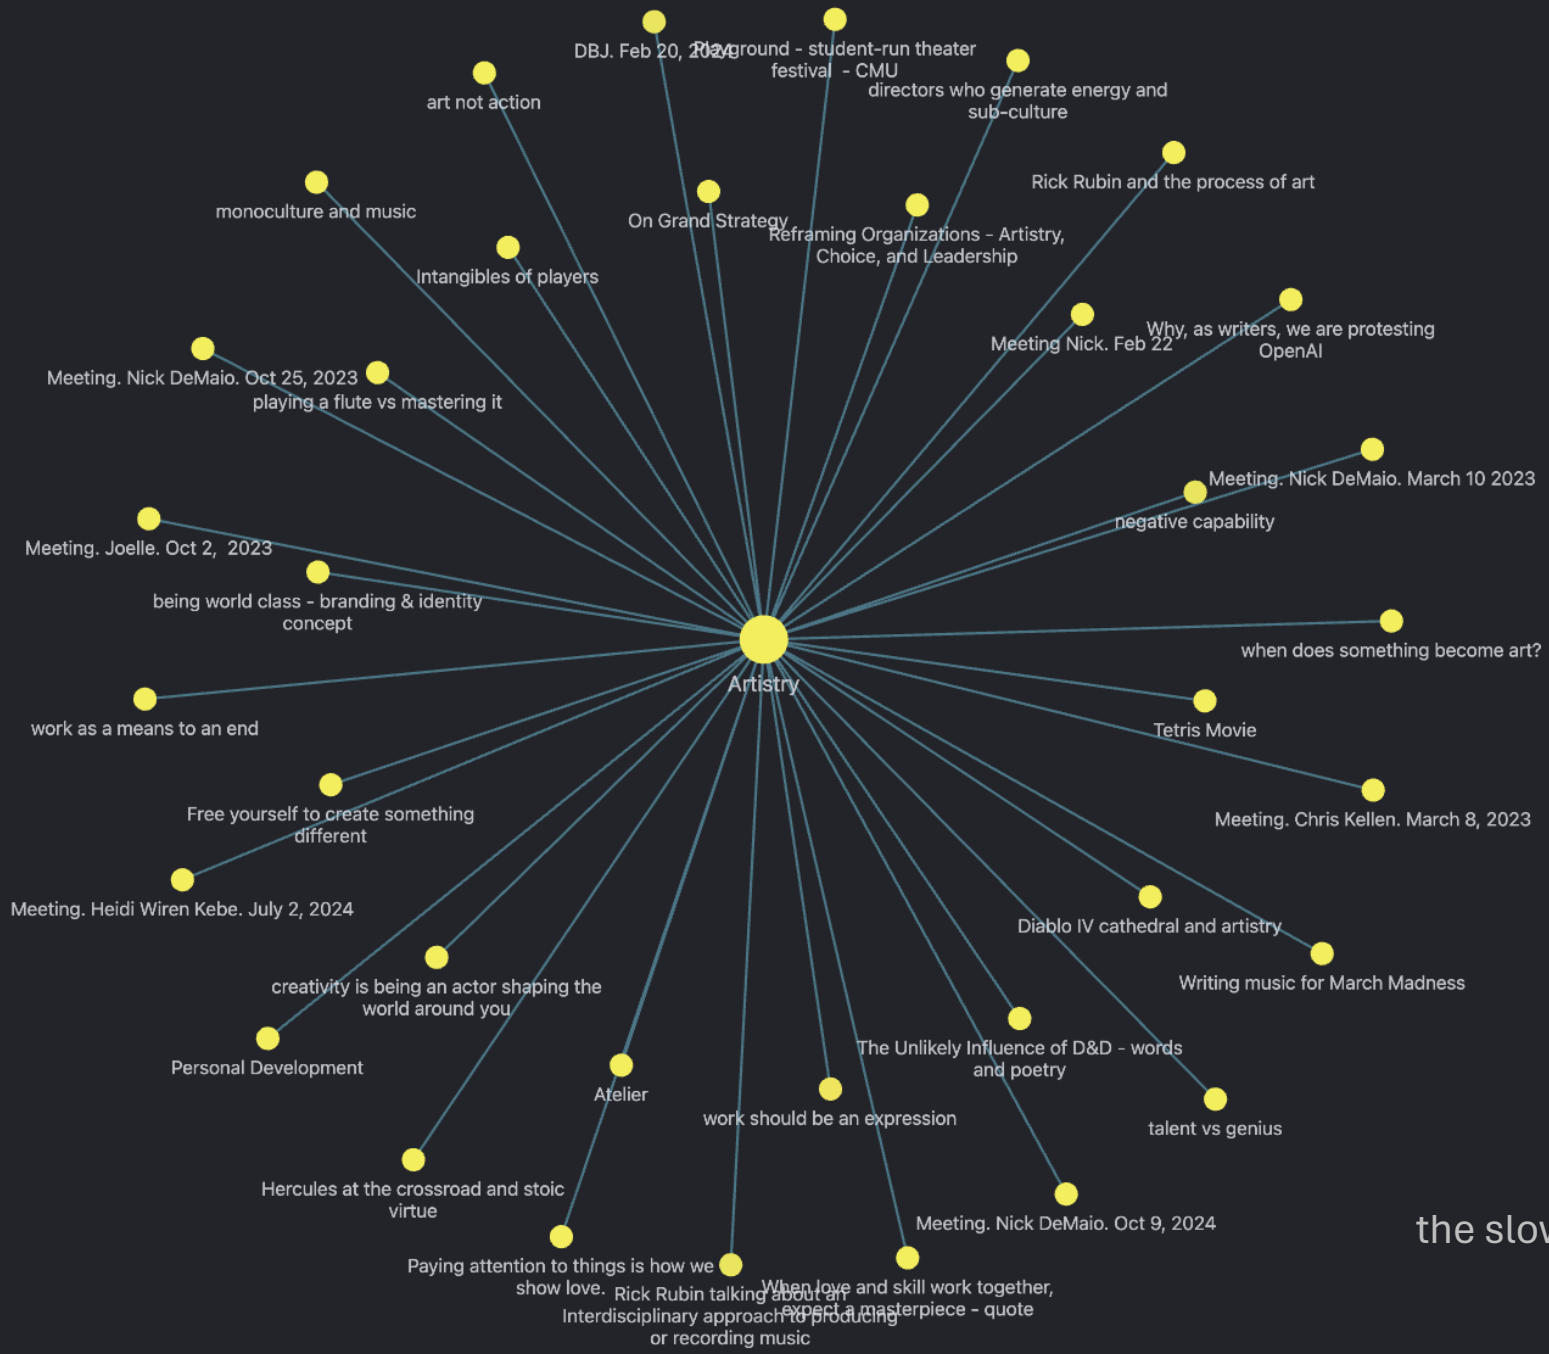 DBJ. Feb 20, 2024
Playground - student-run theater
festival - CMU
directors who generate energy and
sub-culture
art not action
Rick Rubin and the process of art
monoculture and music
On Grand Strategy
Reframing Organizations - Artistry,
Choice, and Leadership
Intangibles of players
Meeting Nick. Feb 22
Why, as writers, we are protesting
OpenAI
Meeting. Nick DeMaio. Oct 25, 2023
playing a flute vs mastering it
Meeting. Nick DeMaio. March 10 2023
negative capability
Meeting. Joelle. Oct 2, 2023
being world class - branding & identity
concept
when does something become art?
Artistry
work as a means to an end
Tetris Movie
Free yourself to create something
different
Meeting. Chris Kellen. March 8, 2023
Meeting. Heidi Wiren Kebe. July 2, 2024
Diablo IV cathedral and artistry
creativity is being an actor shaping the
world around you
Writing music for March Madness
Personal Development
The Unlikely Influence of D&D - words
and poetry
Atelier
work should be an expression
talent vs genius
Hercules at the crossroad and stoic
virtue
Meeting. Nick DeMaio. Oct 9, 2024
the slov
Paying attention to things is how we
show love.
Rick Rubin talking about an
Interdisciplinary approach to producing
or recording music
When love and skill work together,
expect a masterpiece - quote